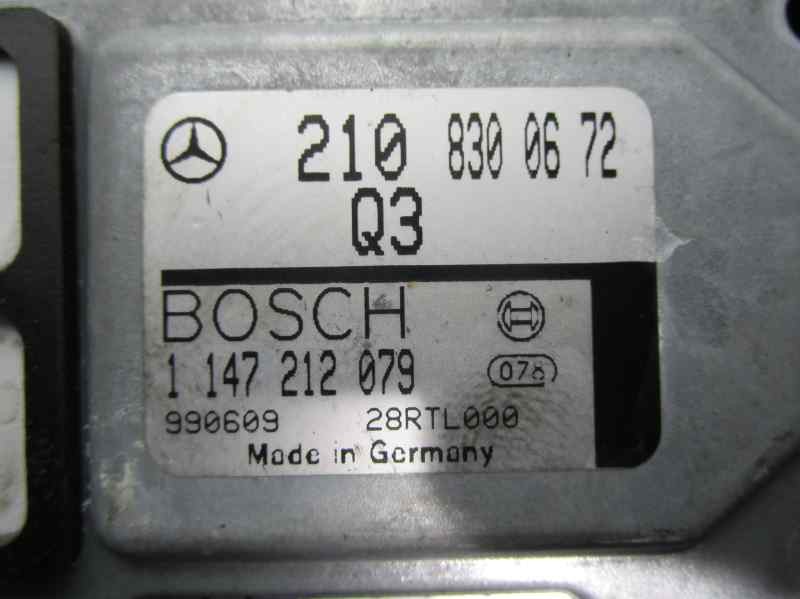 210 830 06 72
Q3
BOSCH
1 147 212 079 078
990609 28RTL000
Made in Germany